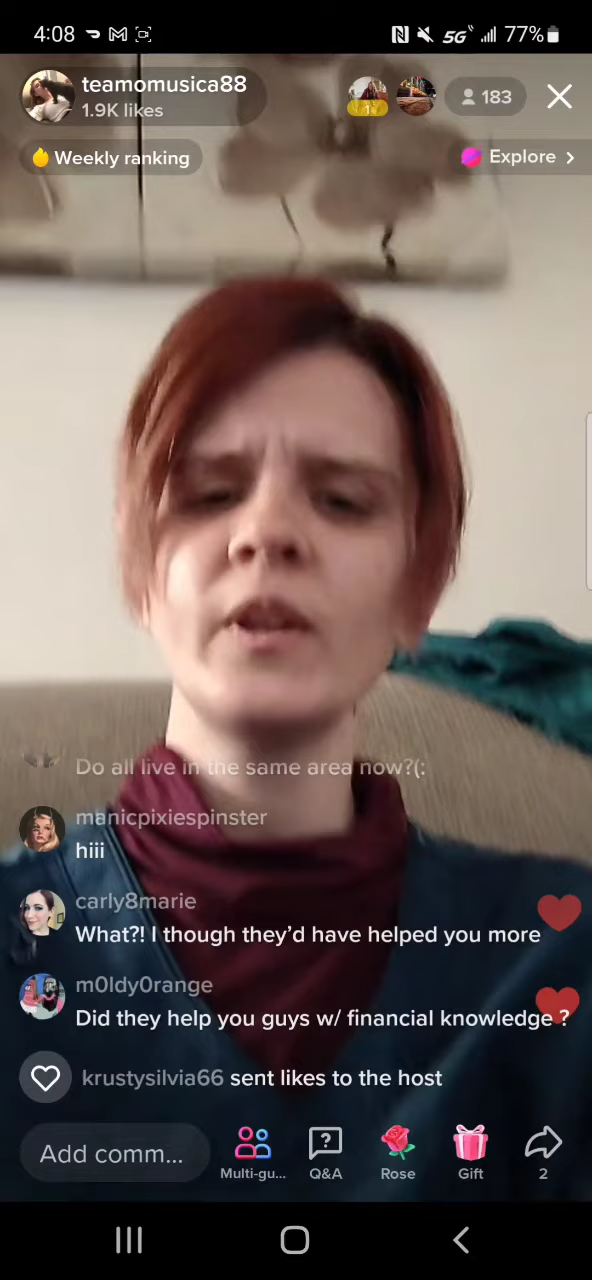 4:08
5G 77%
teamomusica88
1.9K likes
1
183
Weekly ranking
Explore >
Do all live in the same area now?(:
manicpixiespinster
hiii
carly8marie
What?! I though they'd have helped you more
m0ldy0range
Did they help you guys w/ financial knowledge ?
krustysilvia66 sent likes to the host
Add comm...
Multi-gu...
Q&A
Rose
Gift
2